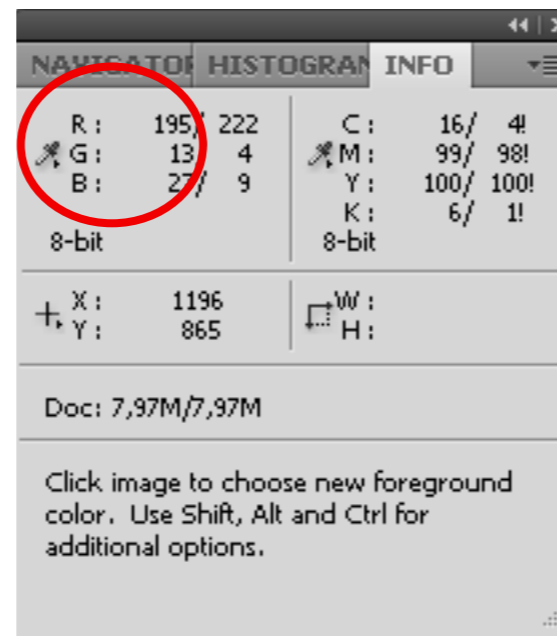 NAVIGATOR HISTOGRAM INFO
R : 195/ 222
G : 13/ 4
B : 27/ 9
8-bit
C : 16/ 4!
M : 99/ 98!
Y : 100/ 100!
K : 6/ 1!
8-bit
X : 1196
Y : 865
W :
H :
Doc: 7,97M/7,97M
Click image to choose new foreground
color. Use Shift, Alt and Ctrl for
additional options.